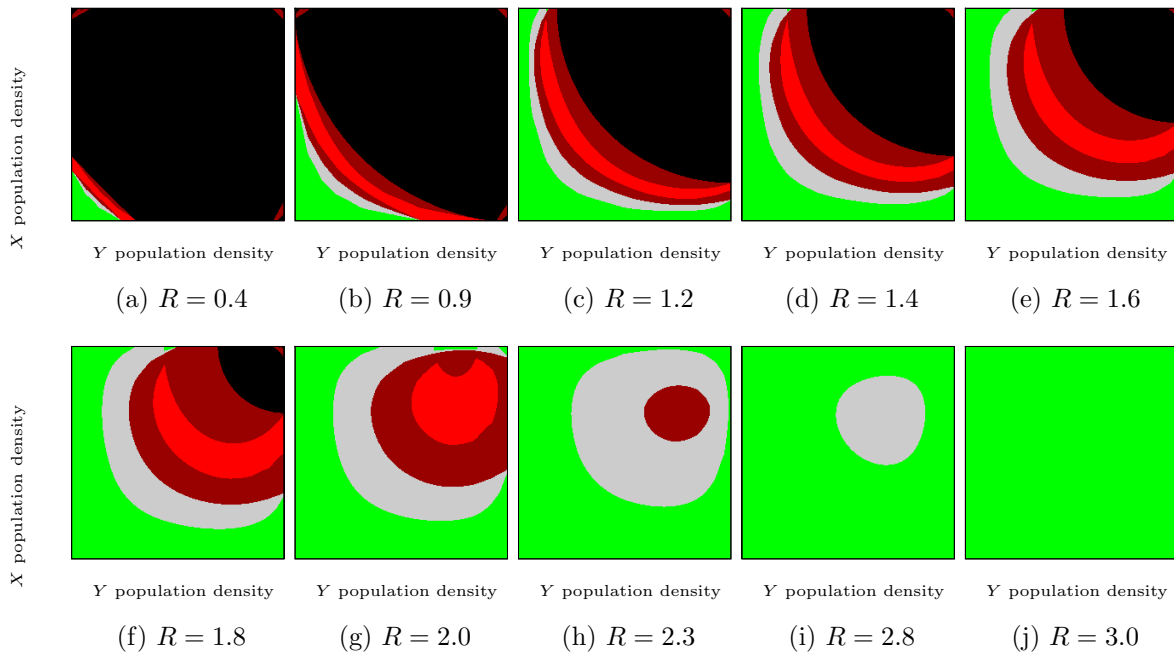 X population density
Y population density Y population density Y population density Y population density Y population density
(a) R = 0.4 (b) R = 0.9 (c) R = 1.2 (d) R = 1.4 (e) R = 1.6
X population density
Y population density Y population density Y population density Y population density Y population density
(f) R = 1.8 (g) R = 2.0 (h) R = 2.3 (i) R = 2.8 (j) R = 3.0